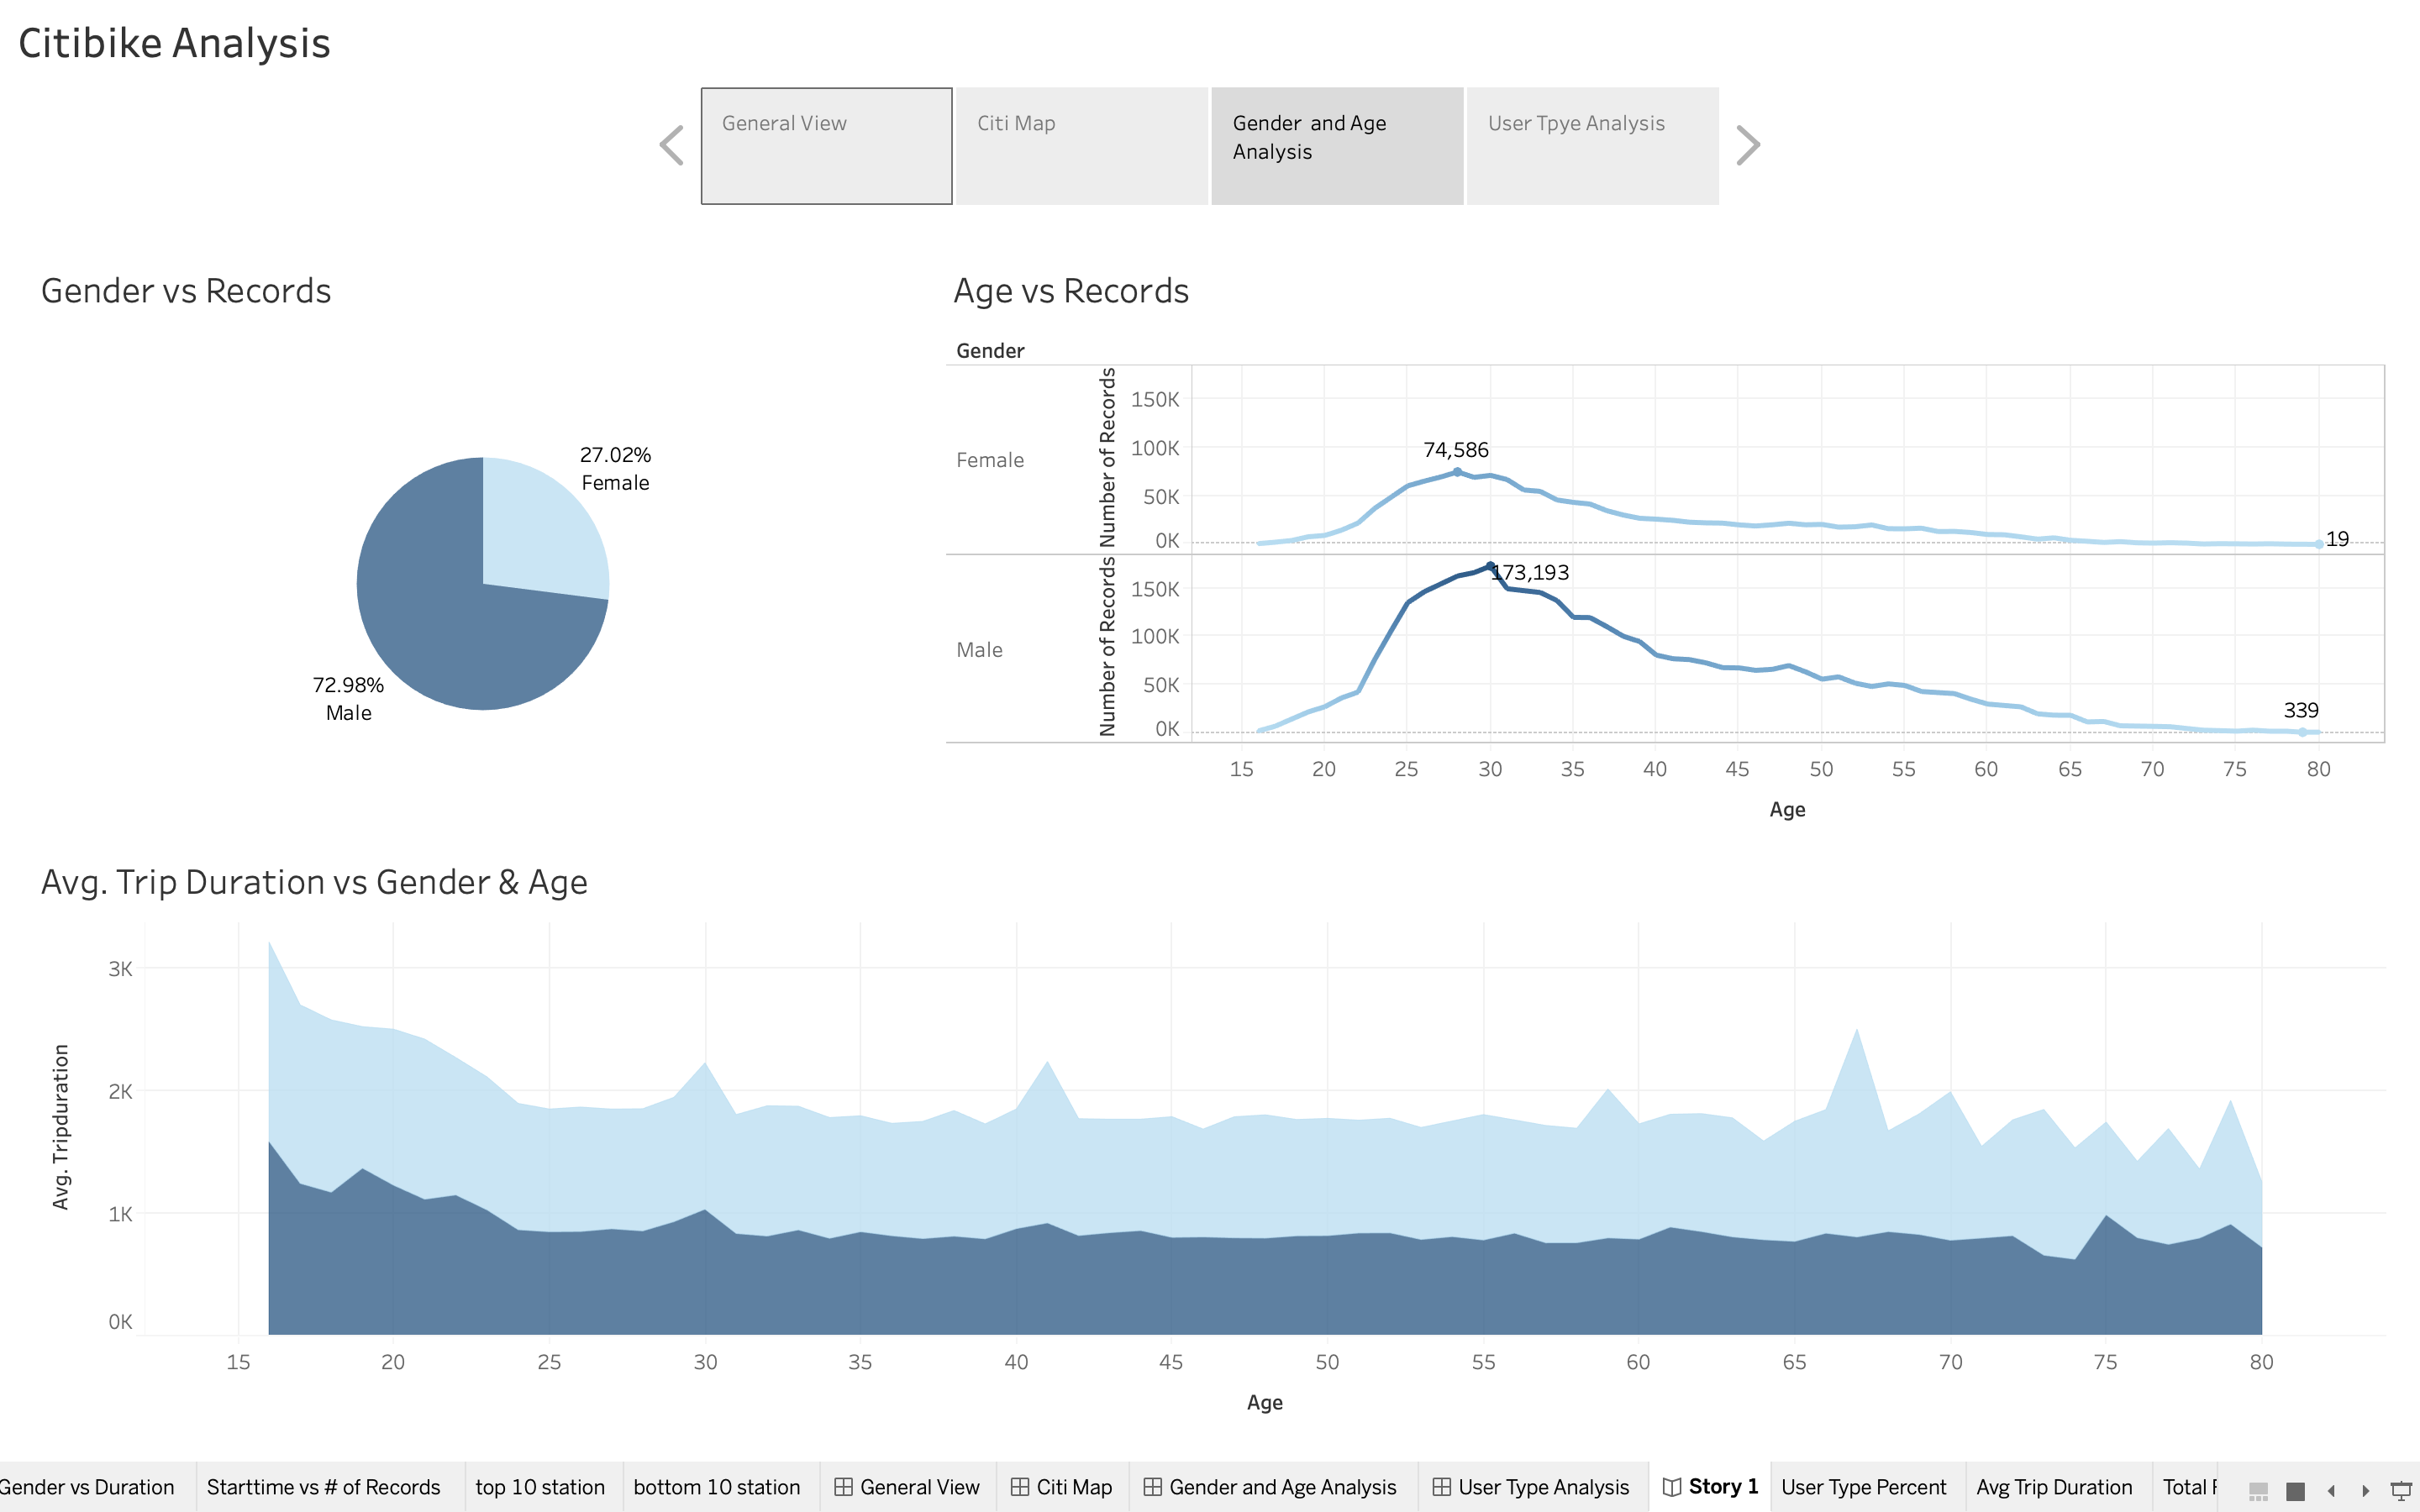 Citibike Analysis
General View
Citi Map
Gender  and Age
Analysis
User Tpye Analysis
Gender vs Records
27.02%
Female
72.98%
Male
Age vs Records
Gender
Female
Number of Records
150K
100K
50K
0K
74,586
19
Male
Number of Records
150K
100K
50K
0K
173,193
339
15 20 25 30 35 40 45 50 55 60 65 70 75 80
Age
Avg. Trip Duration vs Gender & Age
Avg. Tripduration
3K
2K
1K
0K
15 20 25 30 35 40 45 50 55 60 65 70 75 80
Age
Gender vs Duration Starttime vs # of Records top 10 station bottom 10 station General View Citi Map Gender and Age Analysis User Type Analysis Story 1 User Type Percent Avg Trip Duration Total